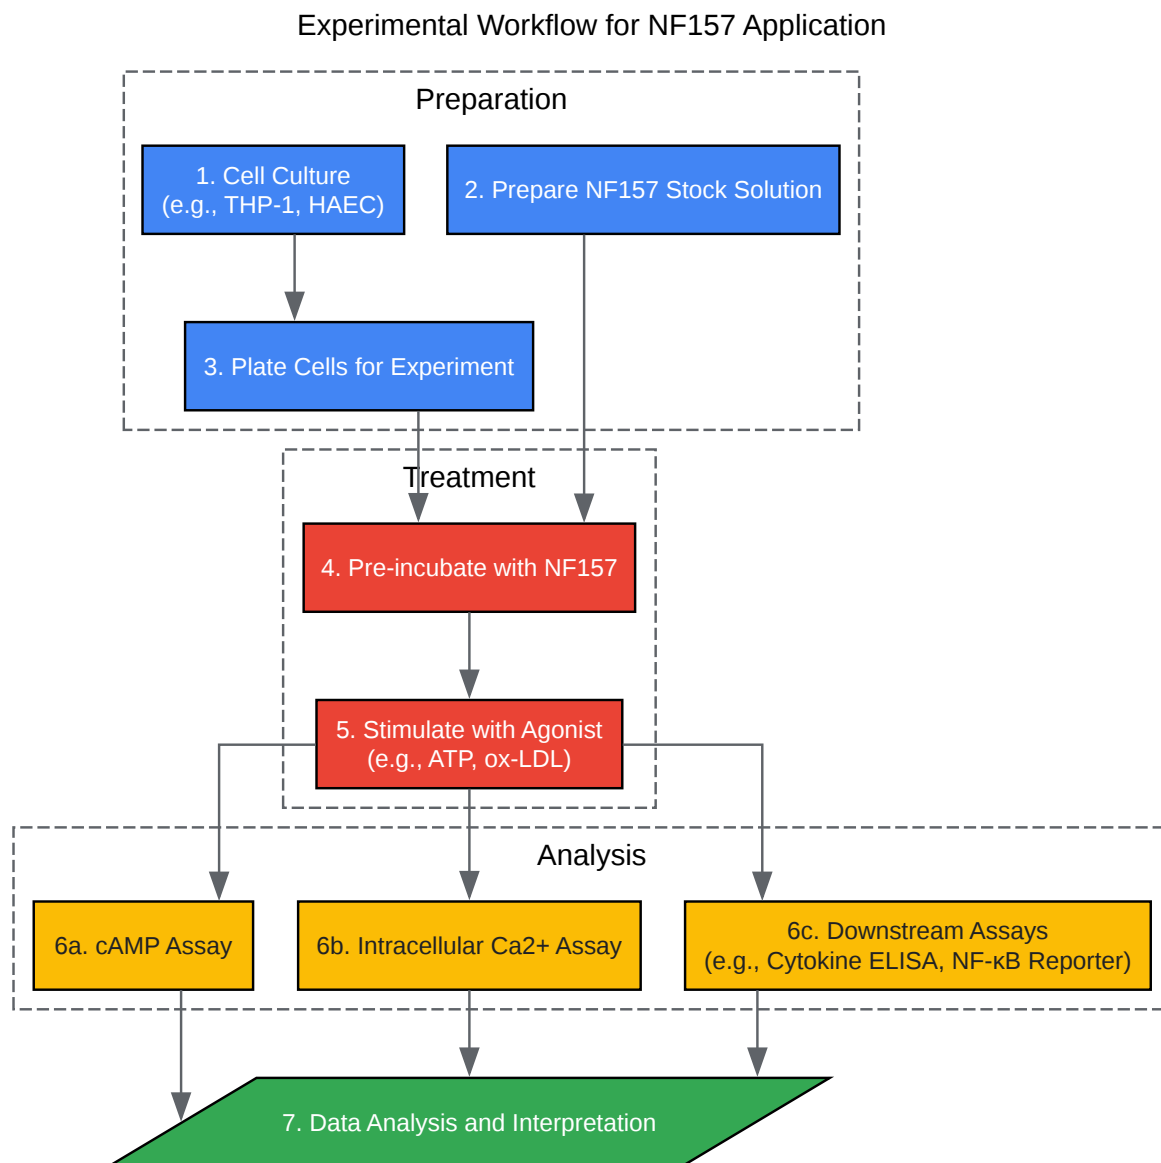 Experimental Workflow for NF157 Application
Preparation
1. Cell Culture
(e.g., THP-1, HAEC)
2. Prepare NF157 Stock Solution
3. Plate Cells for Experiment
Treatment
4. Pre-incubate with NF157
5. Stimulate with Agonist
(e.g., ATP, ox-LDL)
Analysis
6a. cAMP Assay
6b. Intracellular Ca2+ Assay
6c. Downstream Assays
(e.g., Cytokine ELISA, NF-κB Reporter)
7. Data Analysis and Interpretation